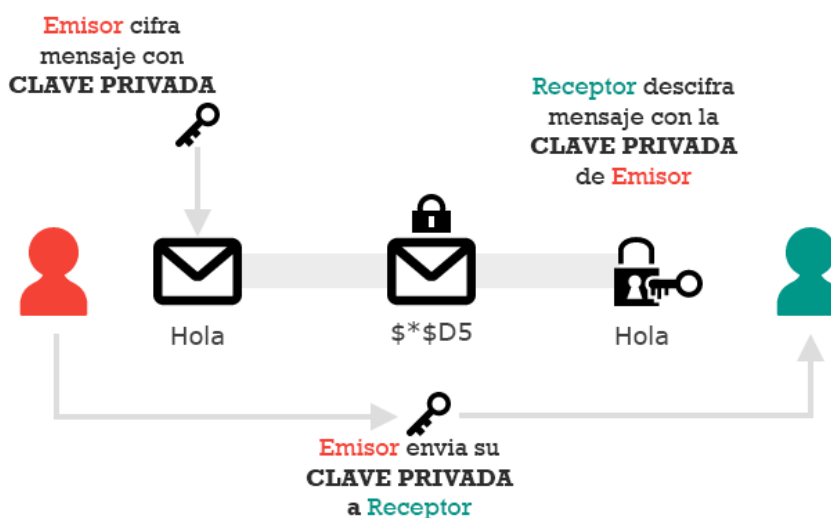 Emisor cifra
mensaje con
CLAVE PRIVADA
Receptor descifra
mensaje con la
CLAVE PRIVADA
de Emisor
Hola
$*$D5
Hola
Emisor envia su
CLAVE PRIVADA
a Receptor